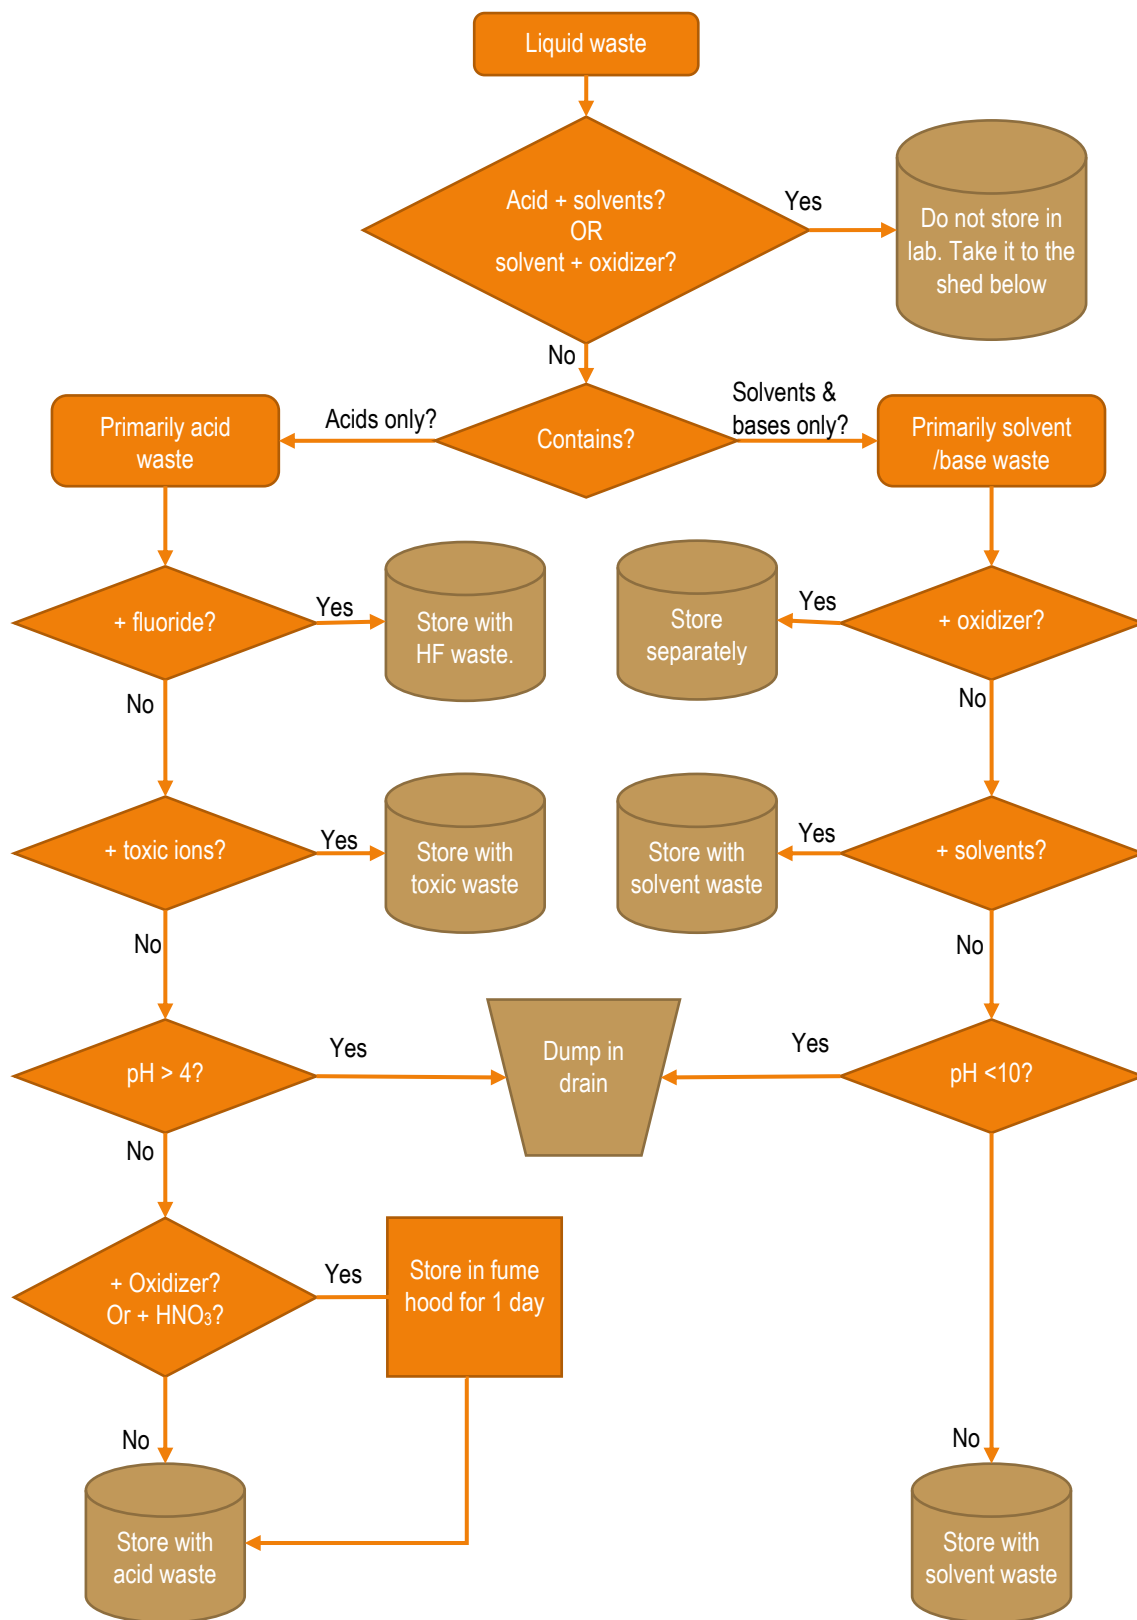 Liquid waste
Acid + solvents?
OR
solvent + oxidizer?
Yes
Do not store in
lab. Take it to the
shed below
No
Primarily acid
waste
Acids only?
Contains?
Solvents &
bases only?
Primarily solvent
/base waste
+ fluoride?
Yes
Store with
HF waste.
Store
separately
Yes
+ oxidizer?
No
No
+ toxic ions?
Yes
Store with
toxic waste
Store with
solvent waste
Yes
+ solvents?
No
No
pH > 4?
Yes
Dump in
drain
Yes
pH <10?
No
+ Oxidizer?
Or + HNO₃?
Yes
Store in fume
hood for 1 day
No
No
Store with
acid waste
Store with
solvent waste